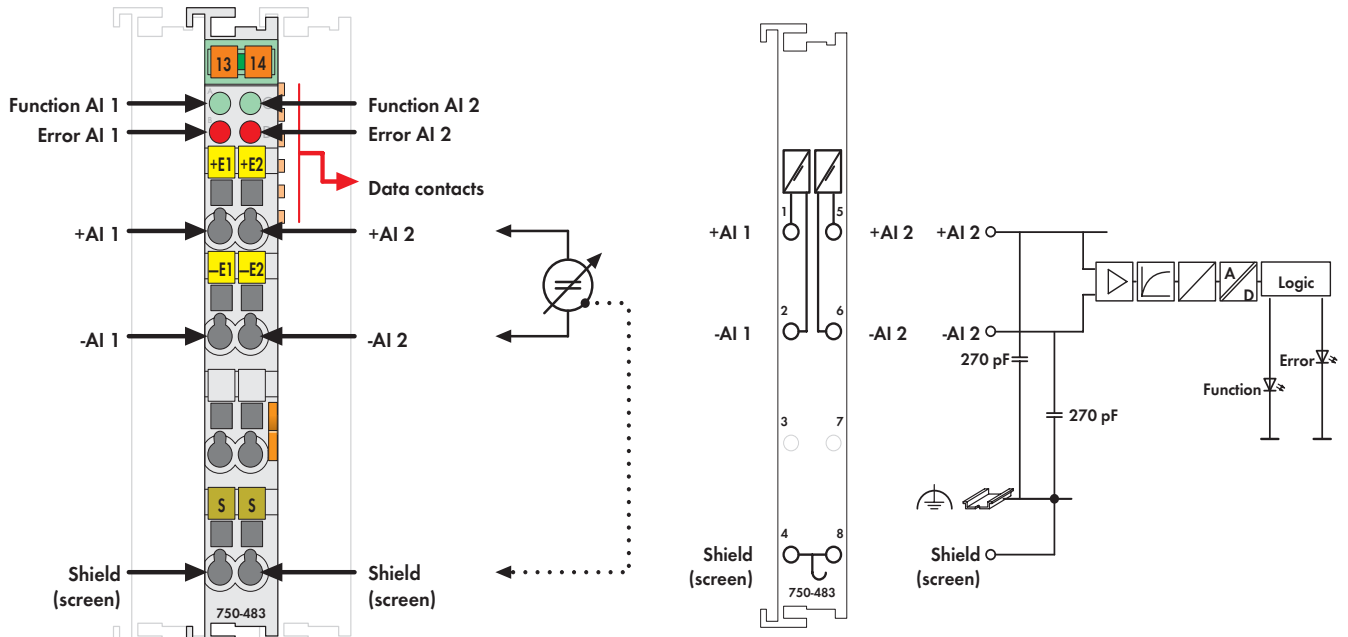 13 14
Function AI 1
Function AI 2
Error AI 1
Error AI 2
+E1 +E2
Data contacts
+AI 1
+AI 2
–E1 –E2
-AI 1
-AI 2
S S
Shield
(screen)
Shield
(screen)
750-483
1 5
+AI 1
+AI 2
2 6
-AI 1
-AI 2
3 7
4 8
Shield
(screen)
750-483
+AI 2
A
D
Logic
-AI 2
270 pF
Error
Function
270 pF
Shield
(screen)